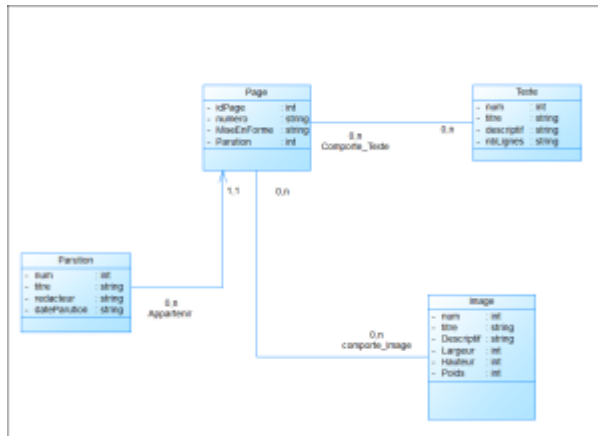 Page
- idPage : int
- numero : string
- MiseEnForme : string
- Parution : int
Texte
- num : int
- titre : string
- descriptif : string
- nbLignes : string
0,n
Comporte_Texte
0,n
1,1
0,n
Parution
- num : int
- titre : string
- redacteur : string
- dateParution : string
0,n
Appartenir
Image
- num : int
- titre : string
- Descriptif : string
- Largeur : int
- Hauteur : int
- Poids : int
0,n
comporte_image